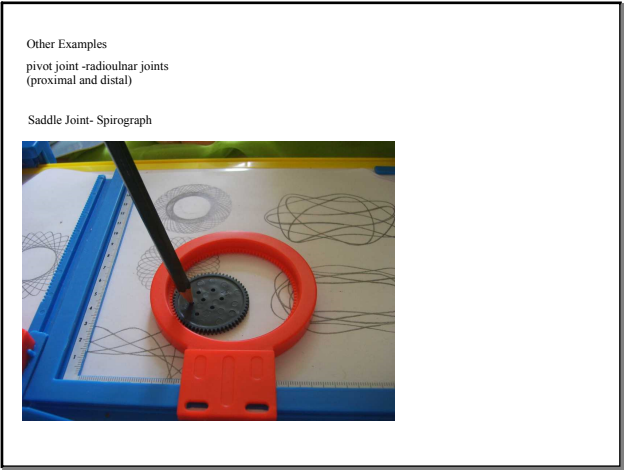 Other Examples
pivot joint -radioulnar joints
(proximal and distal)
Saddle Joint- Spirograph